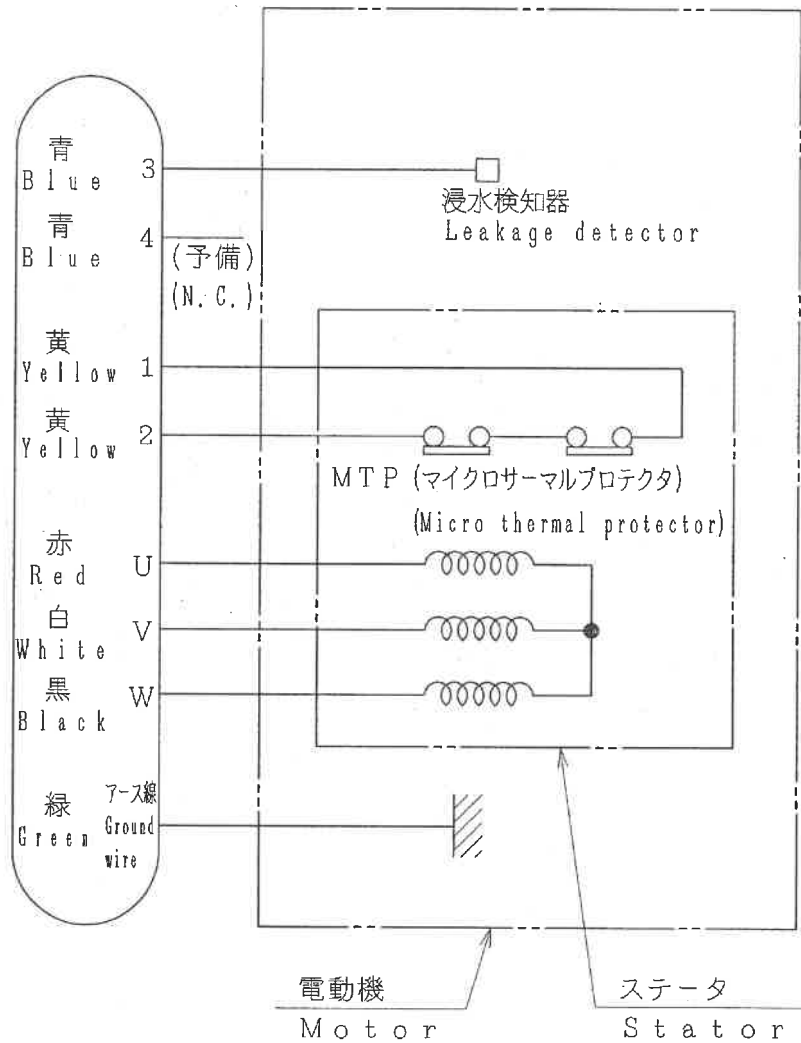 青
Blue 3
浸水検知器
Leakage detector
青
Blue 4
(予備)
(N.C.)
黄
Yellow 1
黄
Yellow 2
MTP (マイクロサーマルプロテクタ)
(Micro thermal protector)
赤
Red U
白
White V
黒
Black W
緑
Green
アース線
Ground
wire
電動機
Motor
ステータ
Stator